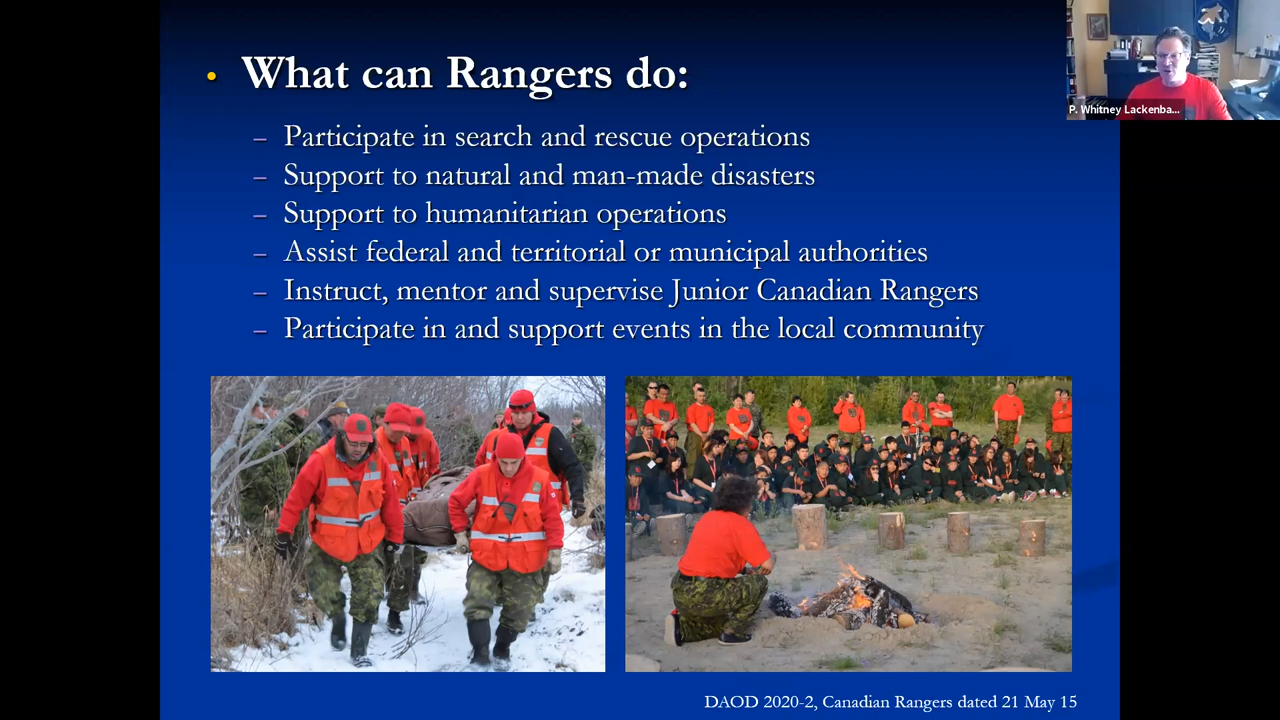 • What can Rangers do:
– Participate in search and rescue operations
– Support to natural and man-made disasters
– Support to humanitarian operations
– Assist federal and territorial or municipal authorities
– Instruct, mentor and supervise Junior Canadian Rangers
– Participate in and support events in the local community
P. Whitney Lackenba...
DAOD 2020-2, Canadian Rangers dated 21 May 15